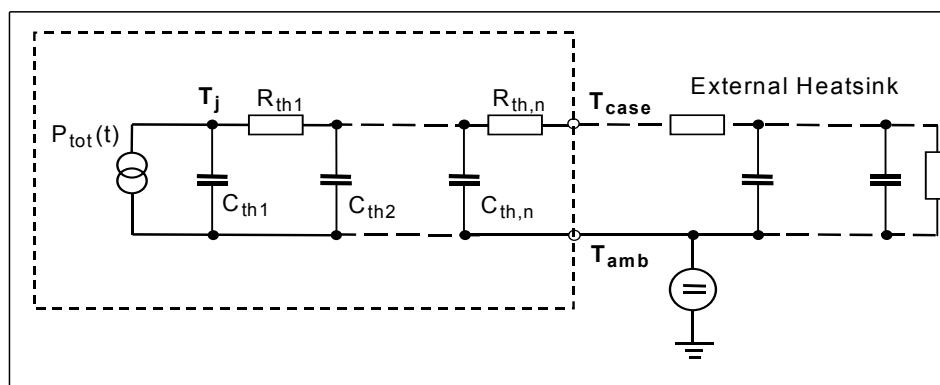 External Heatsink
T_j
R_th1
R_th,n
T_case
P_tot(t)
C_th1
C_th2
C_th,n
T_amb